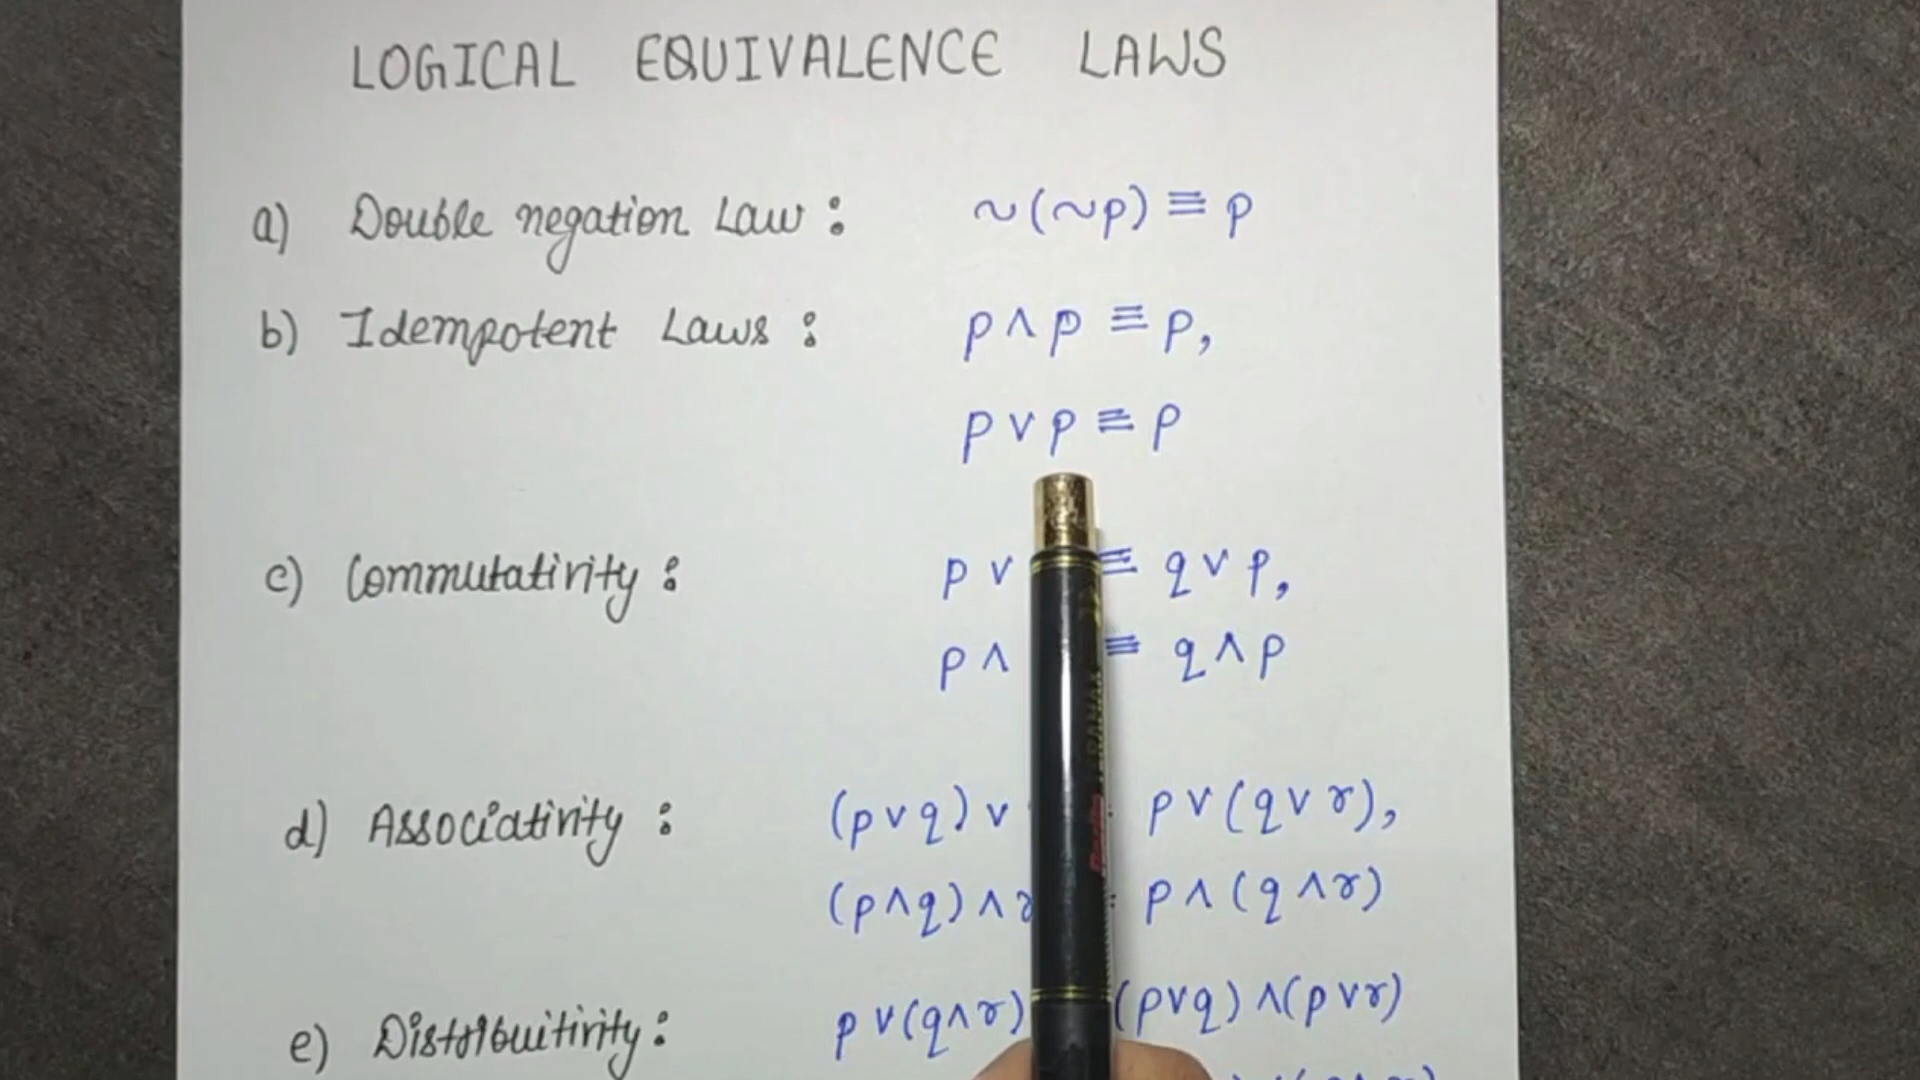 LOGICAL EQUIVALENCE LAWS
a) Double negation Law : ~(~p) ≡ p
b) Idempotent Laws : p ∧ p ≡ p,
p ∨ p ≡ p
c) Commutativity : p ∨ ≡ q ∨ p,
p ∧ ≡ q ∧ p
d) Associativity : (p ∨ q) ∨ p ∨ (q ∨ r),
(p ∧ q) ∧ r p ∧ (q ∧ r)
e) Distribuitivity : p ∨ (q ∧ r) (p ∨ q) ∧ (p ∨ r)